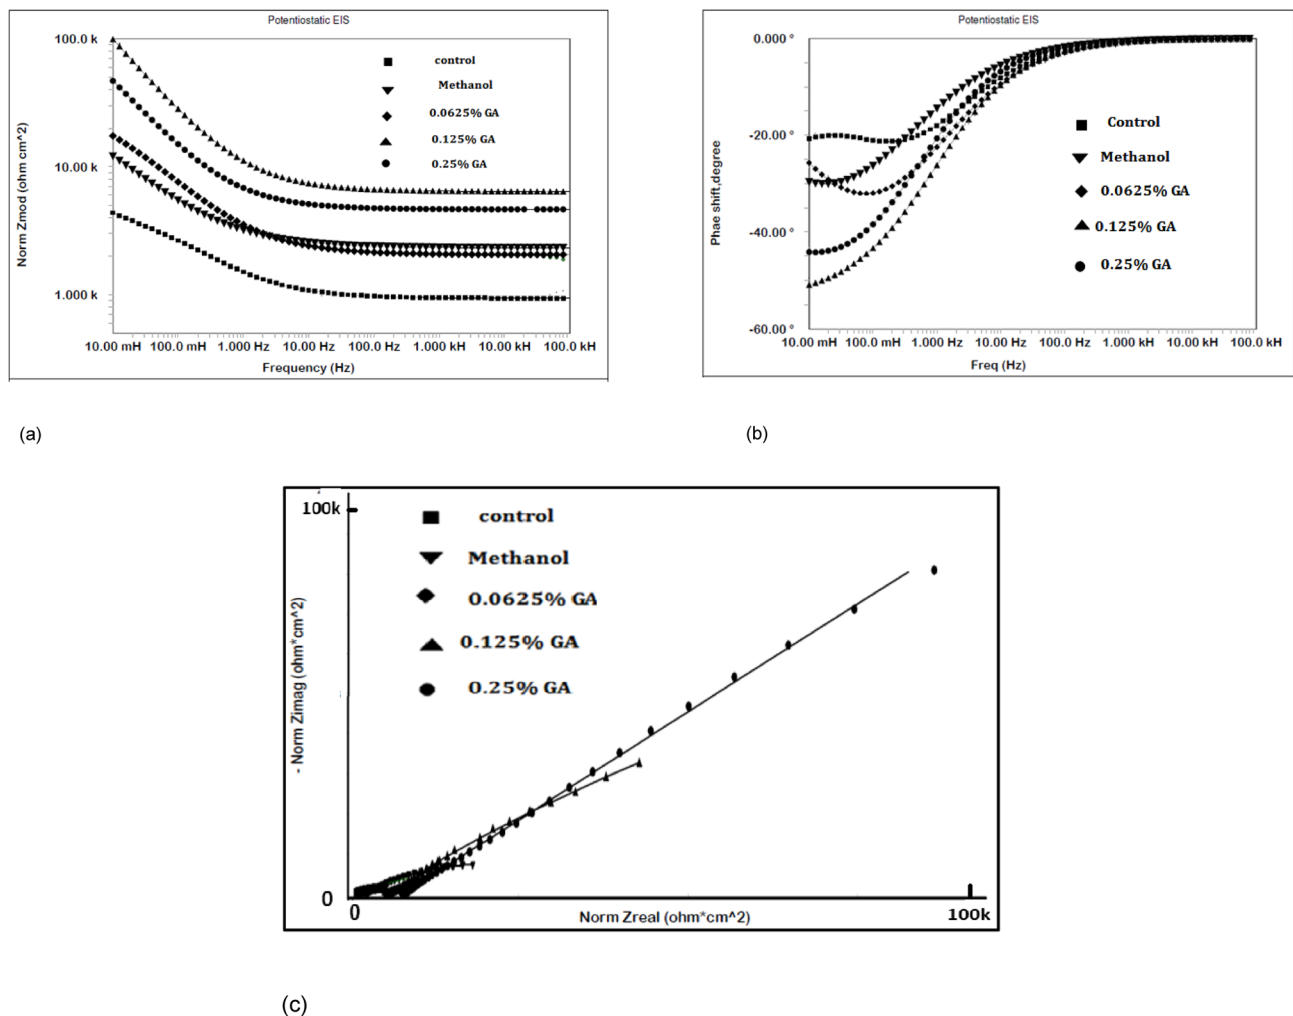 Potentiostatic EIS
100.0 k
10.00 k
1.000 k
Norm Zmod (ohm cm^2)
control
Methanol
0.0625% GA
0.125% GA
0.25% GA
10.00 mH 100.0 mH 1.000 Hz 10.00 Hz 100.0 Hz 1.000 kH 10.00 kH 100.0 kH
Frequency (Hz)
(a)
Potentiostatic EIS
0.000 °
-20.00 °
-40.00 °
-60.00 °
Phae shift,degree
Control
Methanol
0.0625% GA
0.125% GA
0.25% GA
10.00 mH 100.0 mH 1.000 Hz 10.00 Hz 100.0 Hz 1.000 kH 10.00 kH 100.0 kH
Freq (Hz)
(b)
100k
0
- Norm Zimag (ohm*cm^2)
control
Methanol
0.0625% GA
0.125% GA
0.25% GA
0 100k
Norm Zreal (ohm*cm^2)
(c)